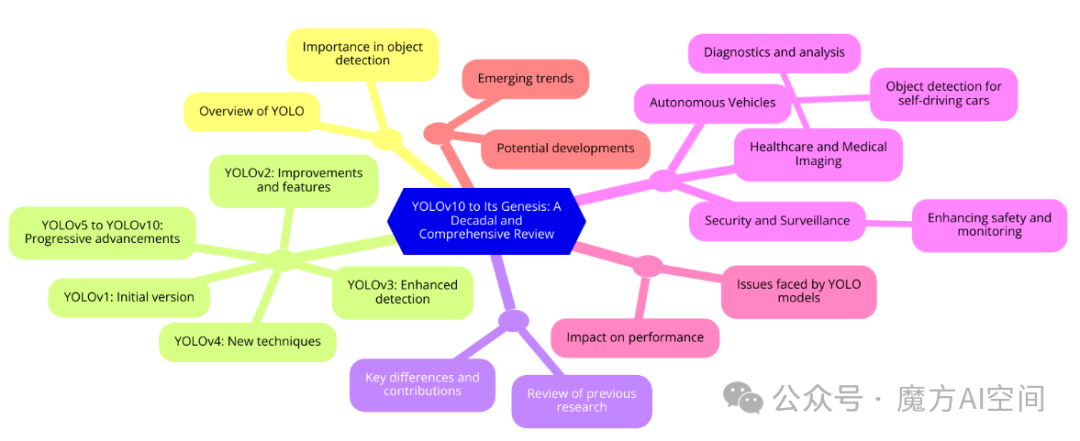 Importance in object
detection
Overview of YOLO
Emerging trends
Potential developments
Diagnostics and analysis
Autonomous Vehicles
Object detection for
self-driving cars
Healthcare and Medical
Imaging
Security and Surveillance
Enhancing safety and
monitoring
YOLOv10 to Its Genesis: A
Decadal and
Comprehensive Review
YOLOv2: Improvements
and features
YOLOv5 to YOLOv10:
Progressive advancements
YOLOv1: Initial version
YOLOv3: Enhanced
detection
YOLOv4: New techniques
Issues faced by YOLO
models
Impact on performance
Key differences and
contributions
Review of previous
research
公众号 · 魔方AI空间